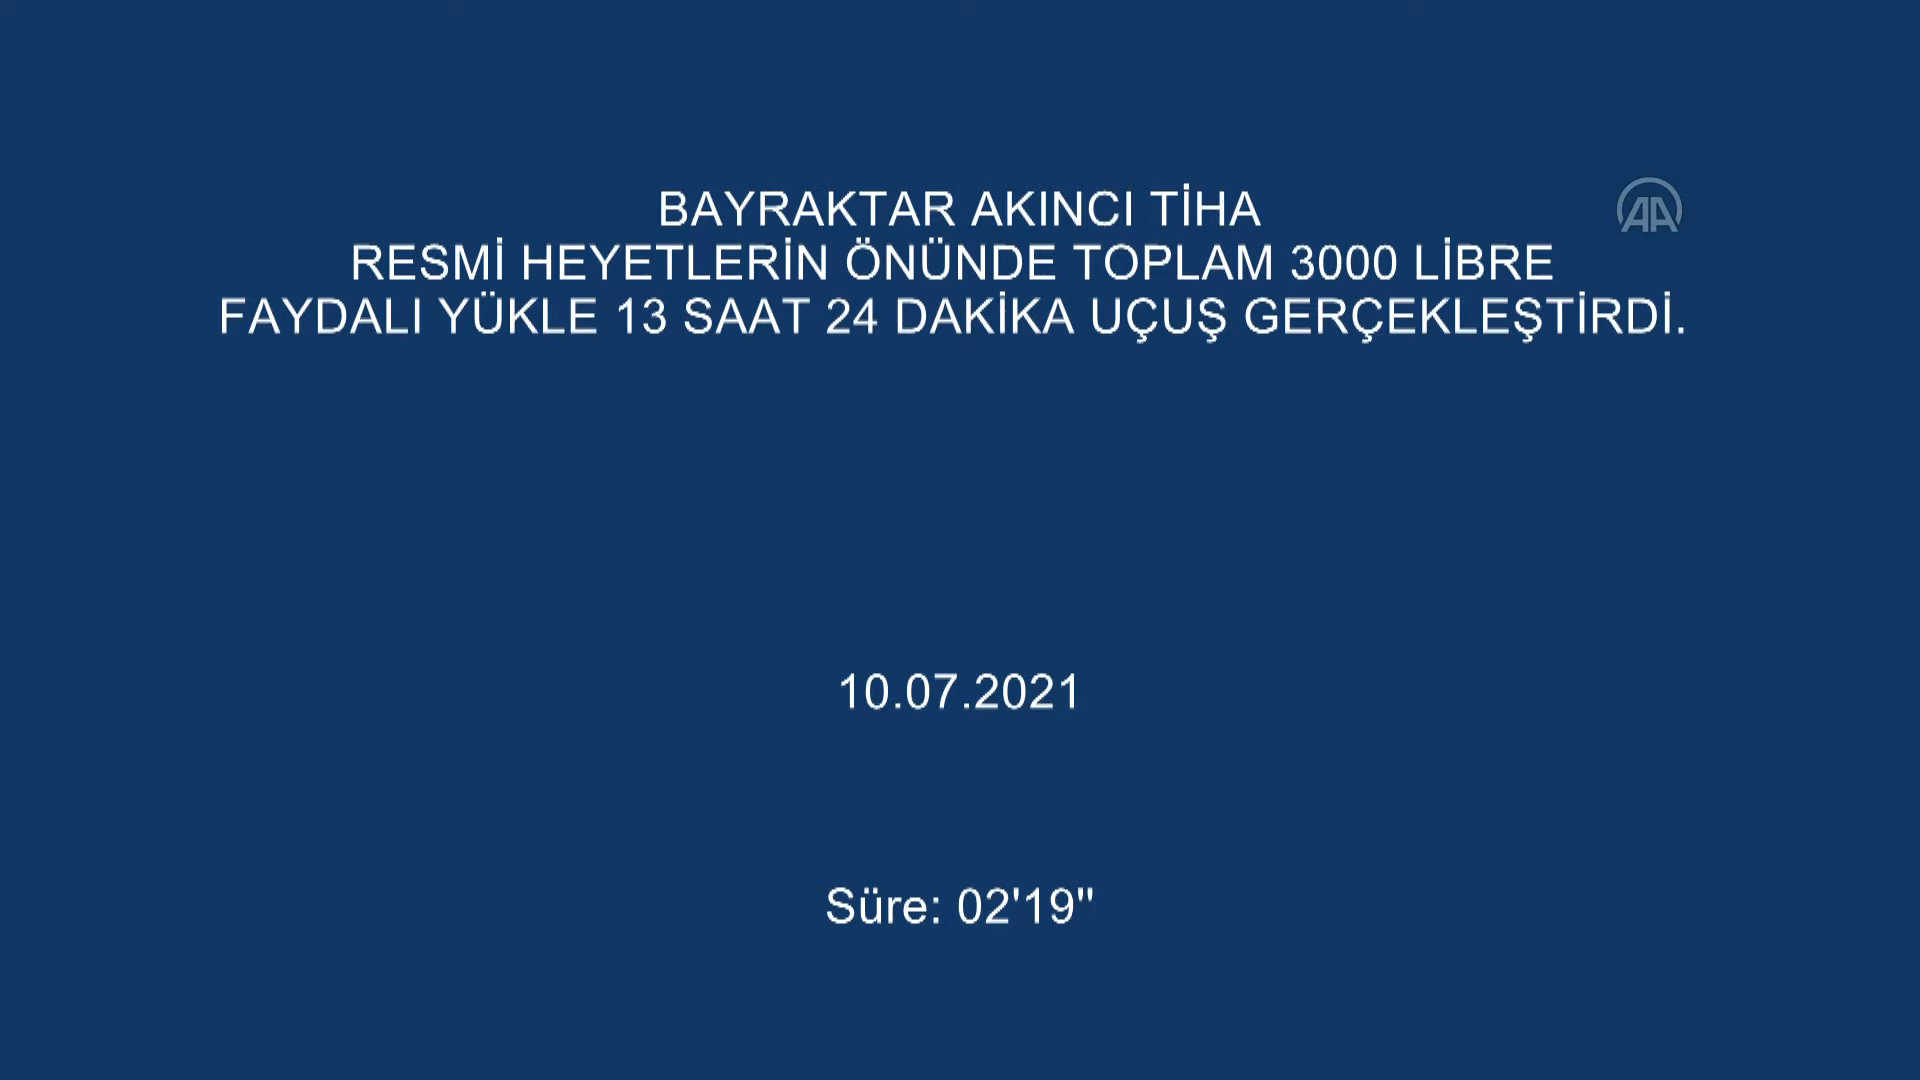 BAYRAKTAR AKINCI TİHA
AA
RESMİ HEYETLERİN ÖNÜNDE TOPLAM 3000 LİBRE
FAYDALI YÜKLE 13 SAAT 24 DAKİKA UÇUŞ GERÇEKLEŞTİRDİ.
10.07.2021
Süre: 02'19"